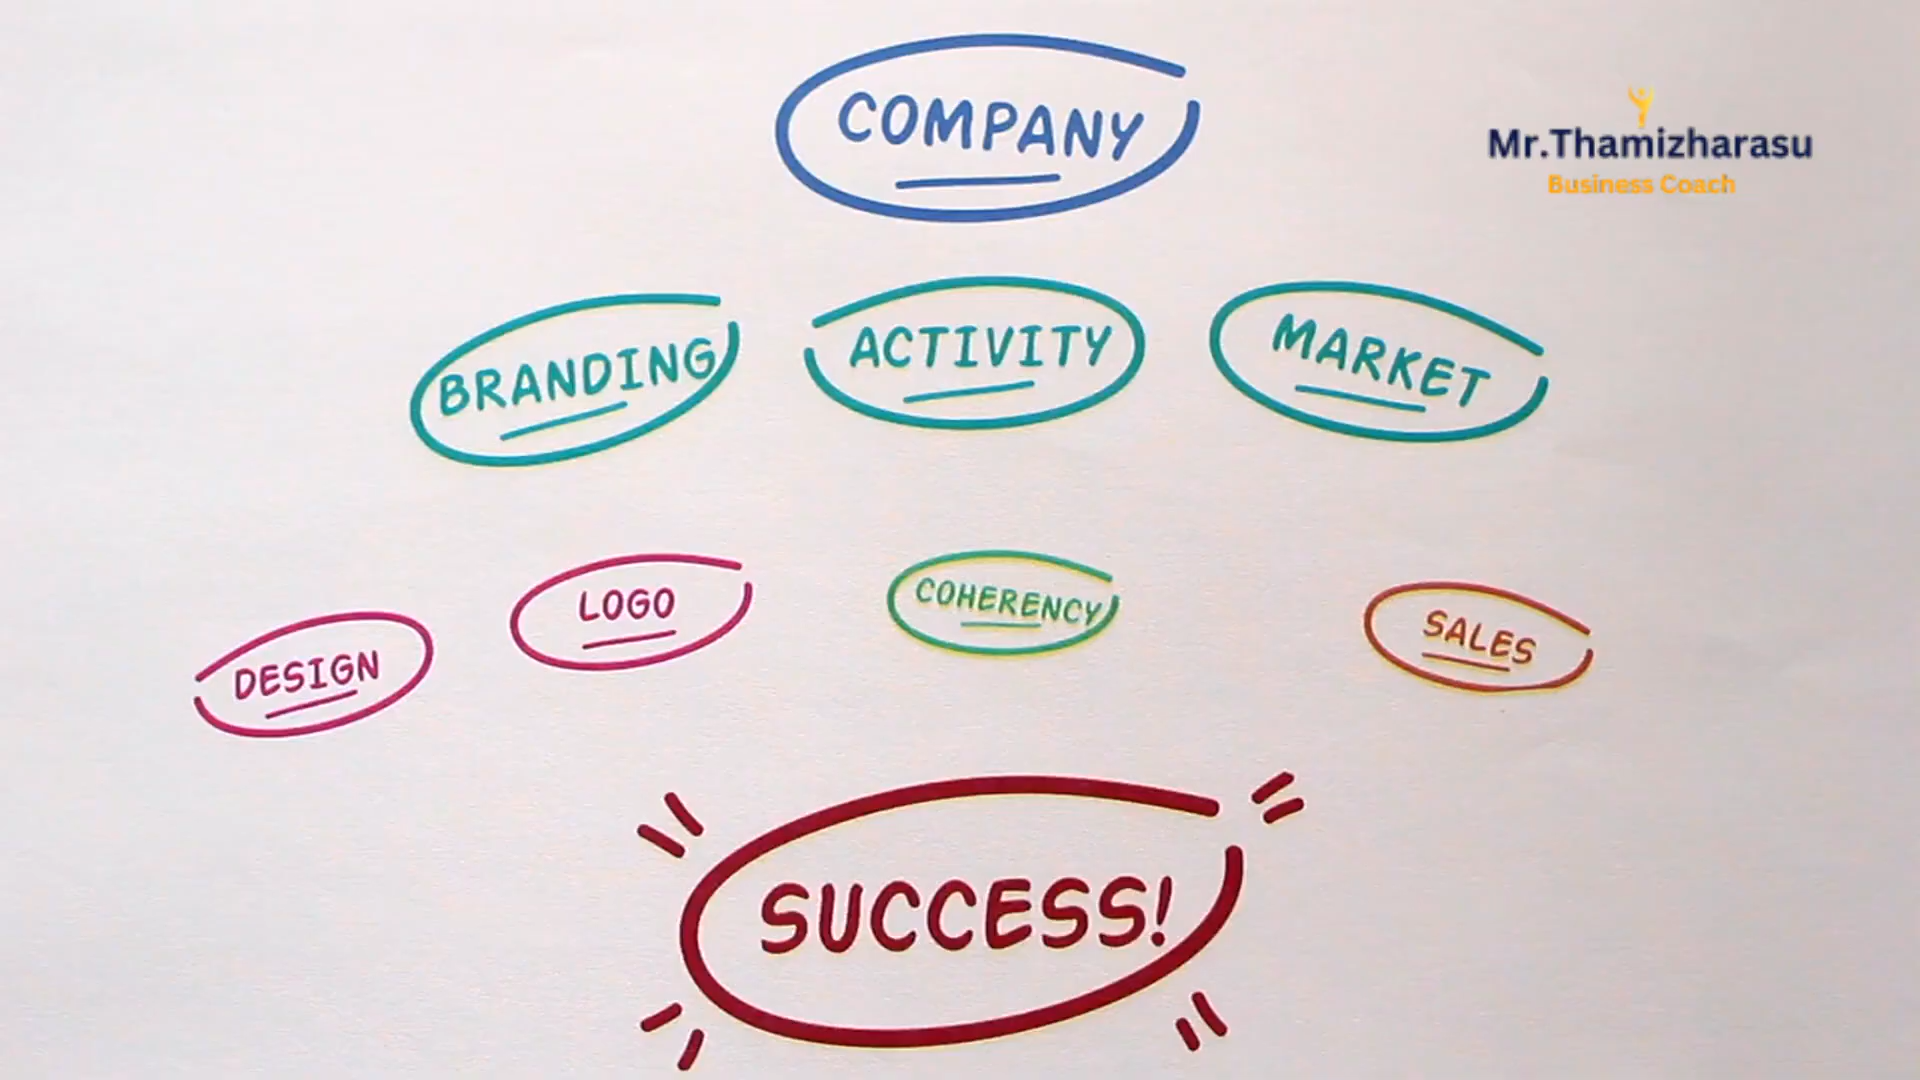 COMPANY
Mr.Thamizharasu
Business Coach
BRANDING
ACTIVITY
MARKET
DESIGN
LOGO
COHERENCY
SALES
SUCCESS!